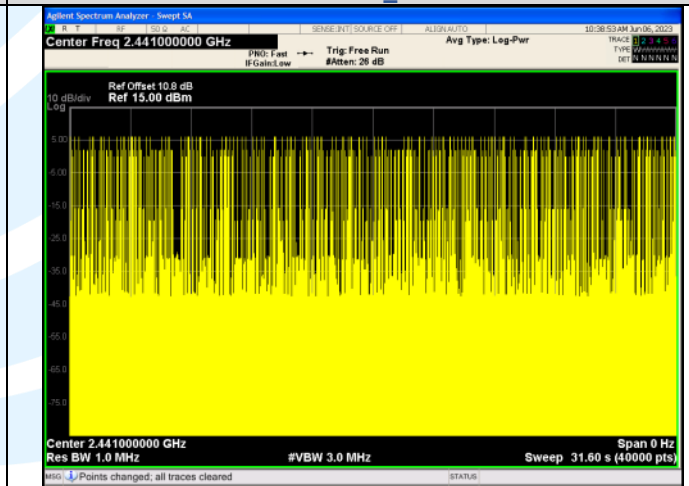 Agilent Spectrum Analyzer - Swept SA
R T RF 50 Ω AC SENSE:INT SOURCE OFF ALIGN AUTO 10:38:53 AM Jun 06, 2023
Center Freq 2.441000000 GHz
PNO: Fast
IFGain:Low
Trig: Free Run
#Atten: 26 dB
Avg Type: Log-Pwr
TRACE 1 2 3 4 5
TYPE
DET N N N N N N
Ref Offset 10.8 dB
10 dB/div Ref 15.00 dBm
Log
5.00
-5.00
-15.0
-25.0
-35.0
-45.0
-55.0
-65.0
-75.0
Center 2.441000000 GHz Span 0 Hz
Res BW 1.0 MHz #VBW 3.0 MHz Sweep 31.60 s (40000 pts)
MSG Points changed; all traces cleared STATUS